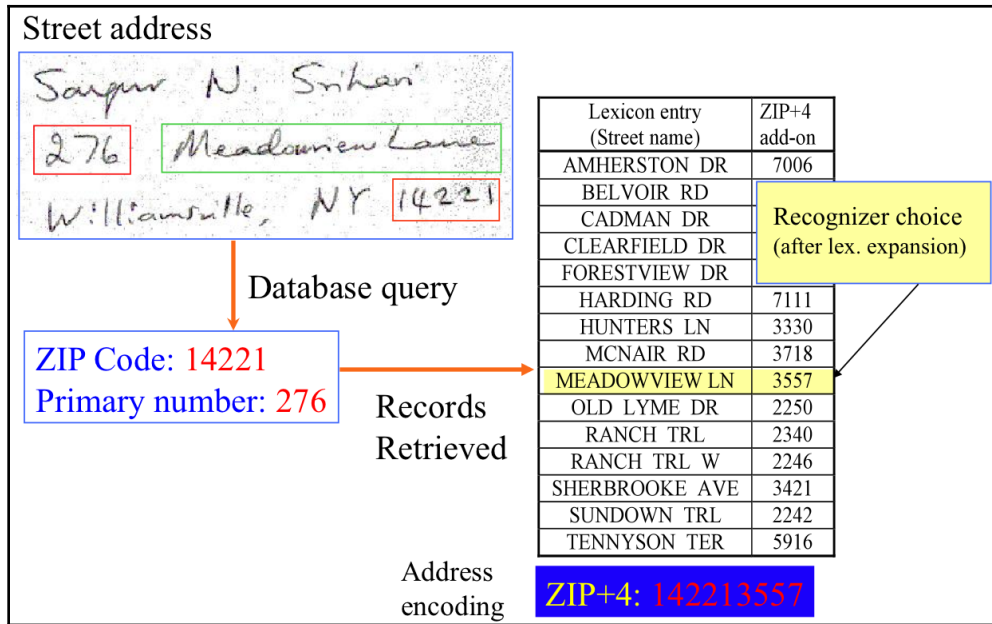 Street address
Sargur N. Srihari
276 Meadowview Lane
Williamsville, NY 14221
Database query
ZIP Code: 14221
Primary number: 276
Records
Retrieved
Lexicon entry ZIP+4
(Street name) add-on
AMHERSTON DR 7006
BELVOIR RD
CADMAN DR
CLEARFIELD DR
FORESTVIEW DR
HARDING RD 7111
HUNTERS LN 3330
MCNAIR RD 3718
MEADOWVIEW LN 3557
OLD LYME DR 2250
RANCH TRL 2340
RANCH TRL W 2246
SHERBROOKE AVE 3421
SUNDOWN TRL 2242
TENNYSON TER 5916
Recognizer choice
(after lex. expansion)
Address
encoding
ZIP+4: 142213557